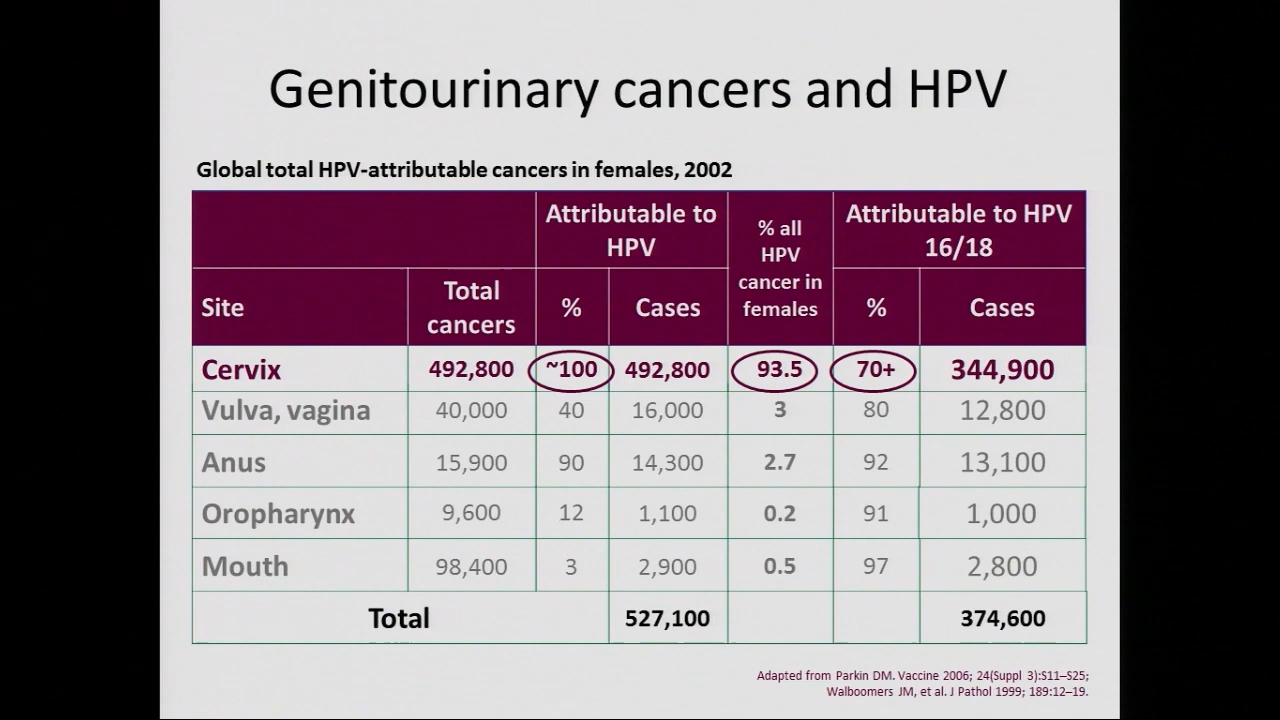 Genitourinary cancers and HPV
Global total HPV-attributable cancers in females, 2002
Attributable to HPV
% all HPV cancer in females
Attributable to HPV 16/18
Site
Total cancers
%
Cases
%
Cases
Cervix 492,800 ~100 492,800 93.5 70+ 344,900
Vulva, vagina 40,000 40 16,000 3 80 12,800
Anus 15,900 90 14,300 2.7 92 13,100
Oropharynx 9,600 12 1,100 0.2 91 1,000
Mouth 98,400 3 2,900 0.5 97 2,800
Total 527,100 374,600
Adapted from Parkin DM. Vaccine 2006; 24(Suppl 3):S11–S25;
Walboomers JM, et al. J Pathol 1999; 189:12–19.